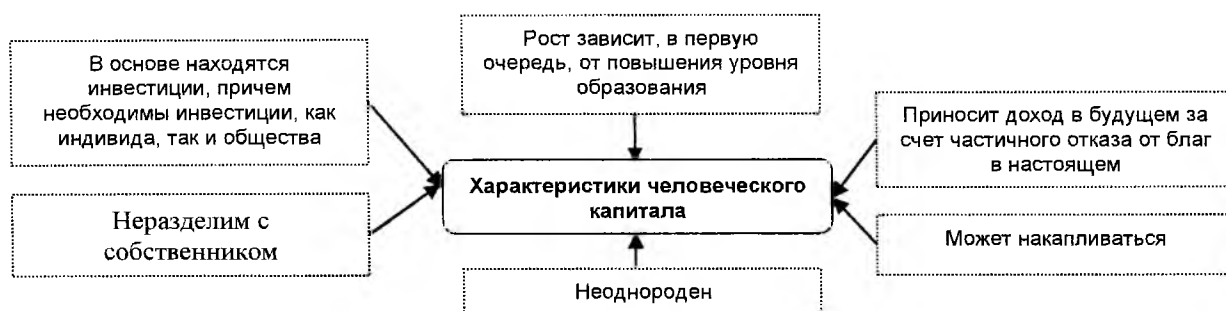 В основе находятся
инвестиции, причем
необходимы инвестиции, как
индивида, так и общества
Рост зависит, в первую
очередь, от повышения уровня
образования
Приносит доход в будущем за
счет частичного отказа от благ
в настоящем
Характеристики человеческого
капитала
Неразделим с
собственником
Может накапливаться
Неоднороден